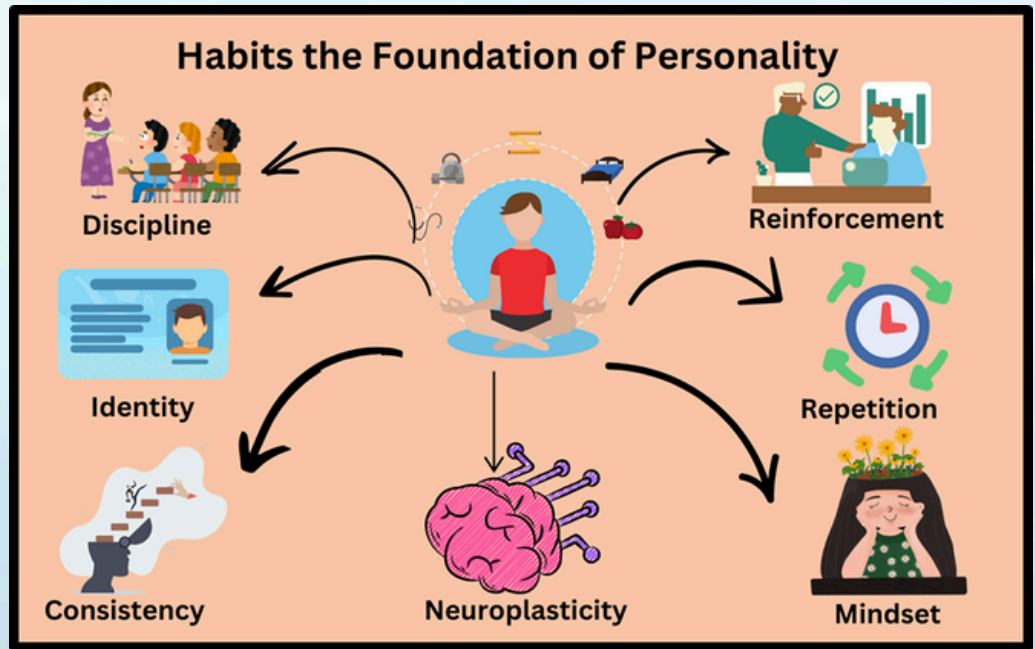 Habits the Foundation of Personality
Discipline
Reinforcement
Identity
Repetition
Consistency
Neuroplasticity
Mindset